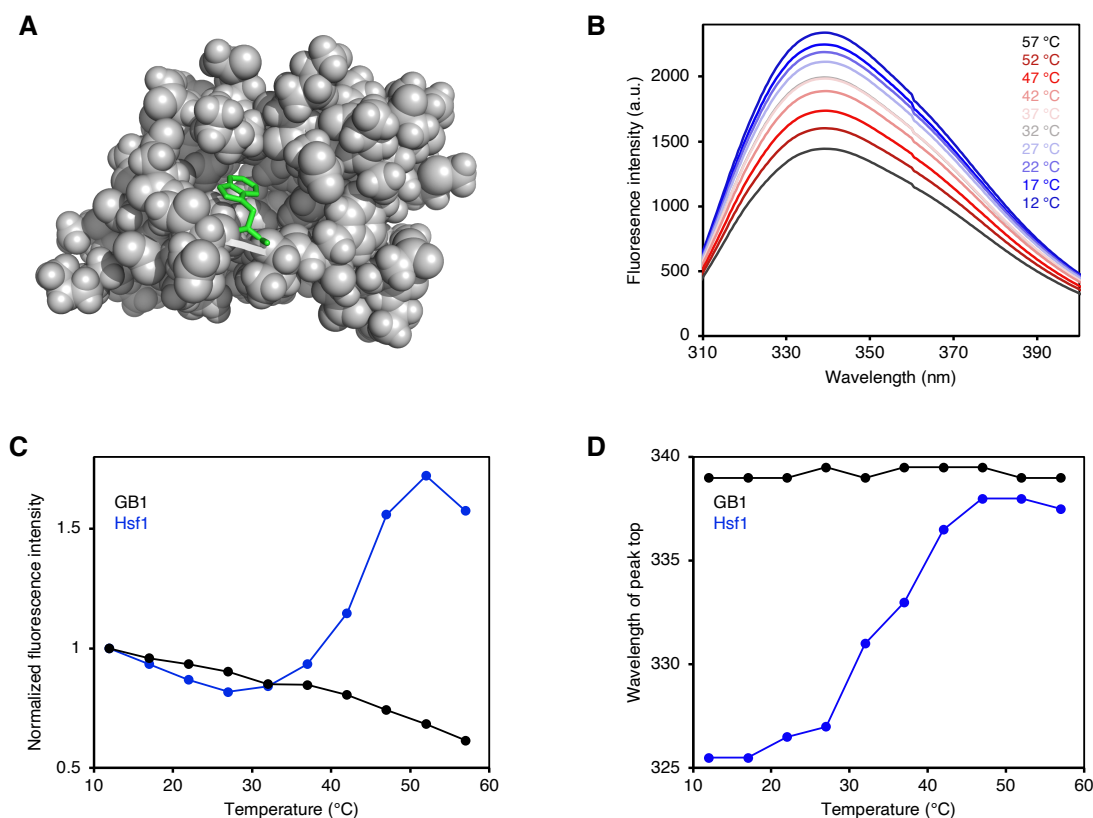 A
B
Fluoresence intensity (a.u.)
2000
1500
1000
500
0
57 °C
52 °C
47 °C
42 °C
37 °C
32 °C
27 °C
22 °C
17 °C
12 °C
310 330 350 370 390
Wavelength (nm)
C
Normalized fluorescence intensity
1.5
1
0.5
GB1
Hsf1
10 20 30 40 50 60
Temperature (°C)
D
Wavelength of peak top
340
335
330
325
GB1
Hsf1
10 20 30 40 50 60
Temperature (°C)